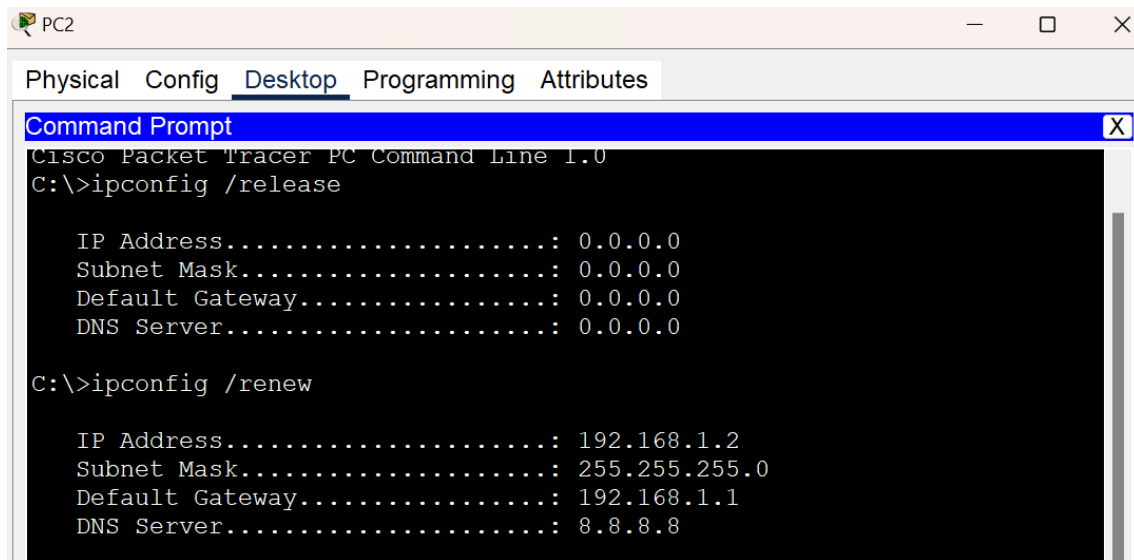 PC2
Physical Config Desktop Programming Attributes
Command Prompt X
Cisco Packet Tracer PC Command Line 1.0
C:\>ipconfig /release
IP Address......................: 0.0.0.0
Subnet Mask.....................: 0.0.0.0
Default Gateway.................: 0.0.0.0
DNS Server......................: 0.0.0.0
C:\>ipconfig /renew
IP Address......................: 192.168.1.2
Subnet Mask.....................: 255.255.255.0
Default Gateway.................: 192.168.1.1
DNS Server......................: 8.8.8.8